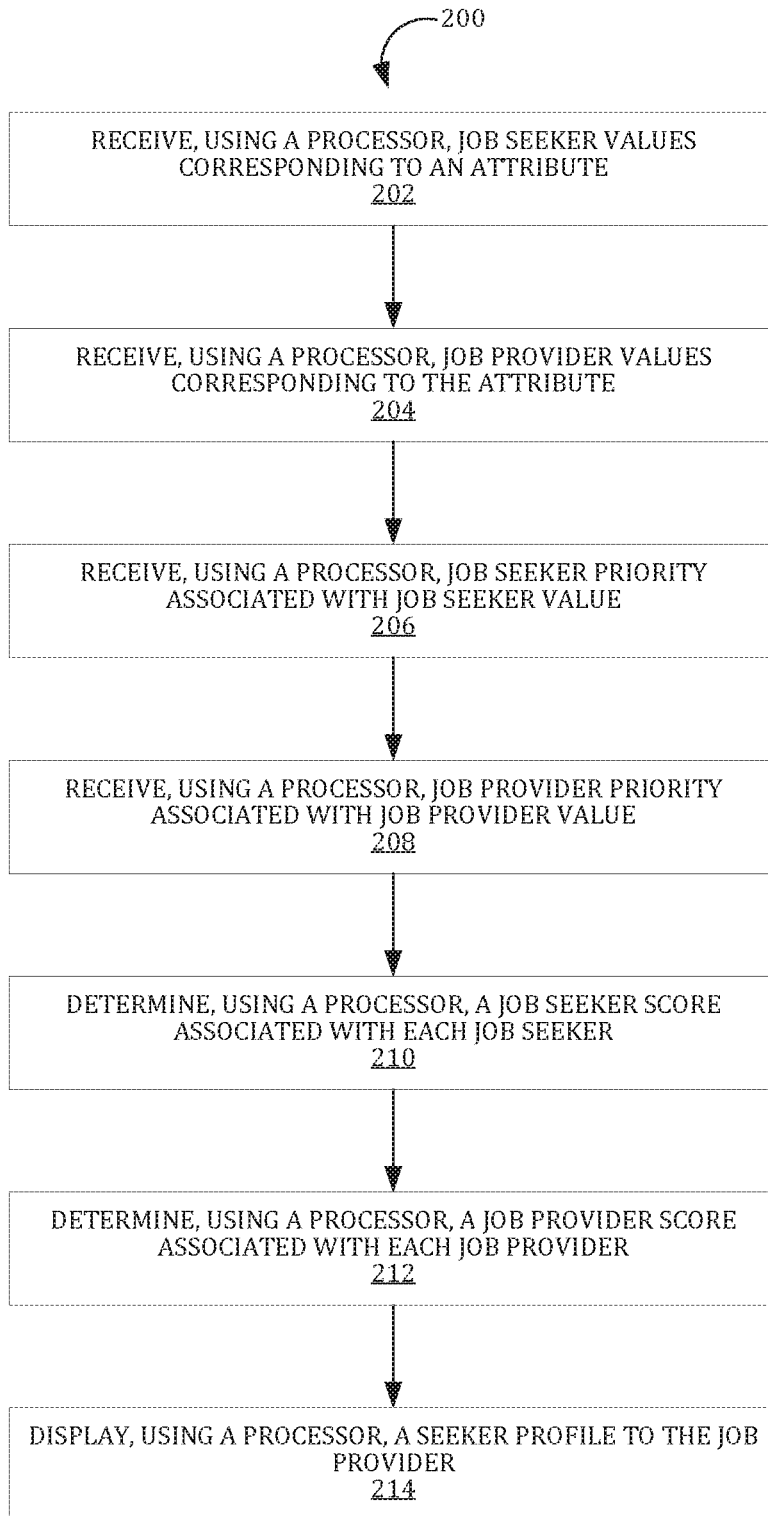 200
RECEIVE, USING A PROCESSOR, JOB SEEKER VALUES
CORRESPONDING TO AN ATTRIBUTE
202
RECEIVE, USING A PROCESSOR, JOB PROVIDER VALUES
CORRESPONDING TO THE ATTRIBUTE
204
RECEIVE, USING A PROCESSOR, JOB SEEKER PRIORITY
ASSOCIATED WITH JOB SEEKER VALUE
206
RECEIVE, USING A PROCESSOR, JOB PROVIDER PRIORITY
ASSOCIATED WITH JOB PROVIDER VALUE
208
DETERMINE, USING A PROCESSOR, A JOB SEEKER SCORE
ASSOCIATED WITH EACH JOB SEEKER
210
DETERMINE, USING A PROCESSOR, A JOB PROVIDER SCORE
ASSOCIATED WITH EACH JOB PROVIDER
212
DISPLAY, USING A PROCESSOR, A SEEKER PROFILE TO THE JOB
PROVIDER
214